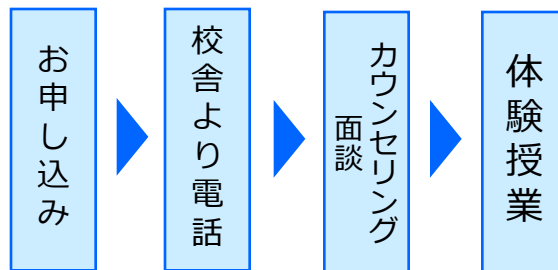 お申し込み
校舎より電話
カウンセリング
面談
体験授業